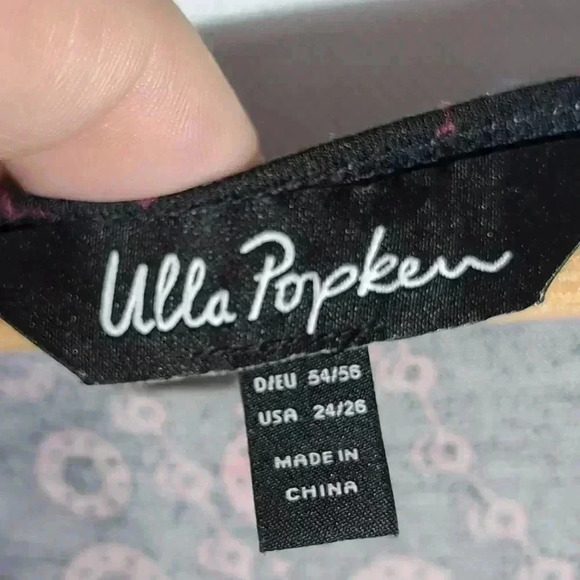 Ulla Popken
D/EU 54/56
USA 24/26
MADE IN
CHINA